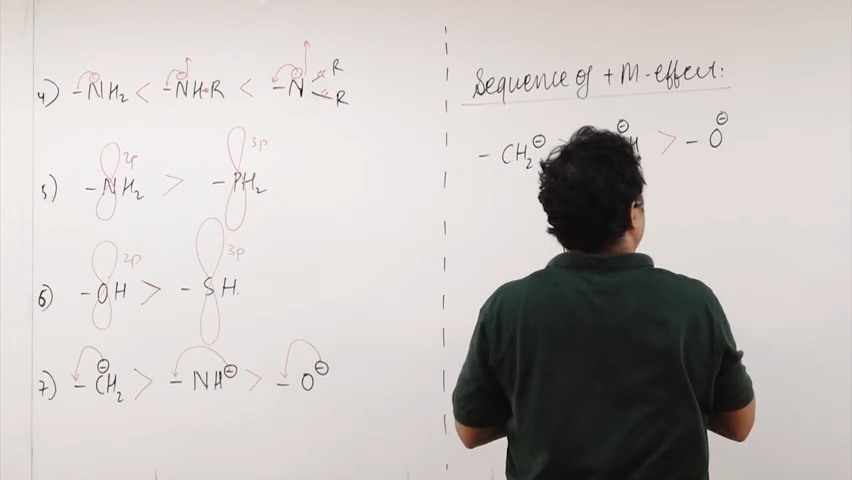 4) -NH2 < -NH-R < -N R R
5) -NH2 > -PH2
2p 3p
6) -OH > -SH.
2p 3p
7) -CH2⊖ > -NH⊖ > -O⊖
Sequence of +M-effect:
-CH2⊖ > H⊖ > -O⊖